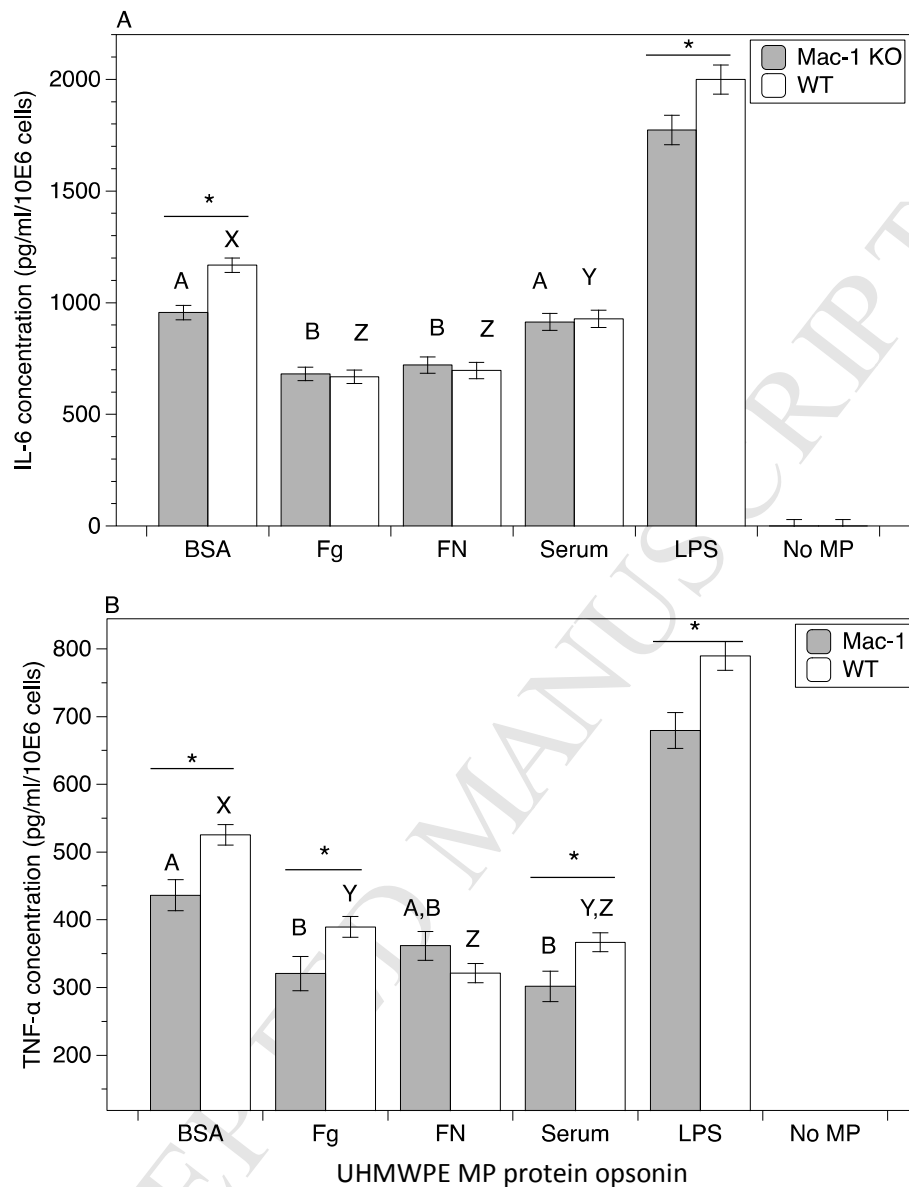 A
Mac-1 KO
WT
IL-6 concentration (pg/ml/10E6 cells)
2000
1500
1000
500
0
*
*
A
X
B
Z
B
Z
A
Y
BSA Fg FN Serum LPS No MP
B
Mac-1
WT
TNF-α concentration (pg/ml/10E6 cells)
800
700
600
500
400
300
200
*
*
*
*
A
X
B
Y
A,B
Z
B
Y,Z
BSA Fg FN Serum LPS No MP
UHMWPE MP protein opsonin
EPTED MANUSCRIPT